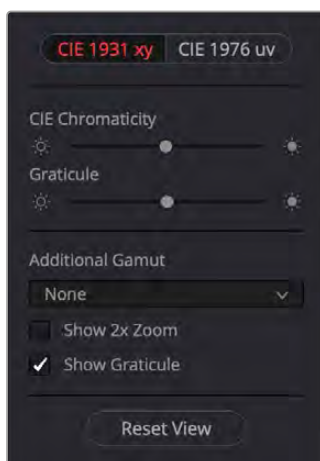 CIE 1931 xy CIE 1976 uv
CIE Chromaticity
Graticule
Additional Gamut
None
Show 2x Zoom
Show Graticule
Reset View